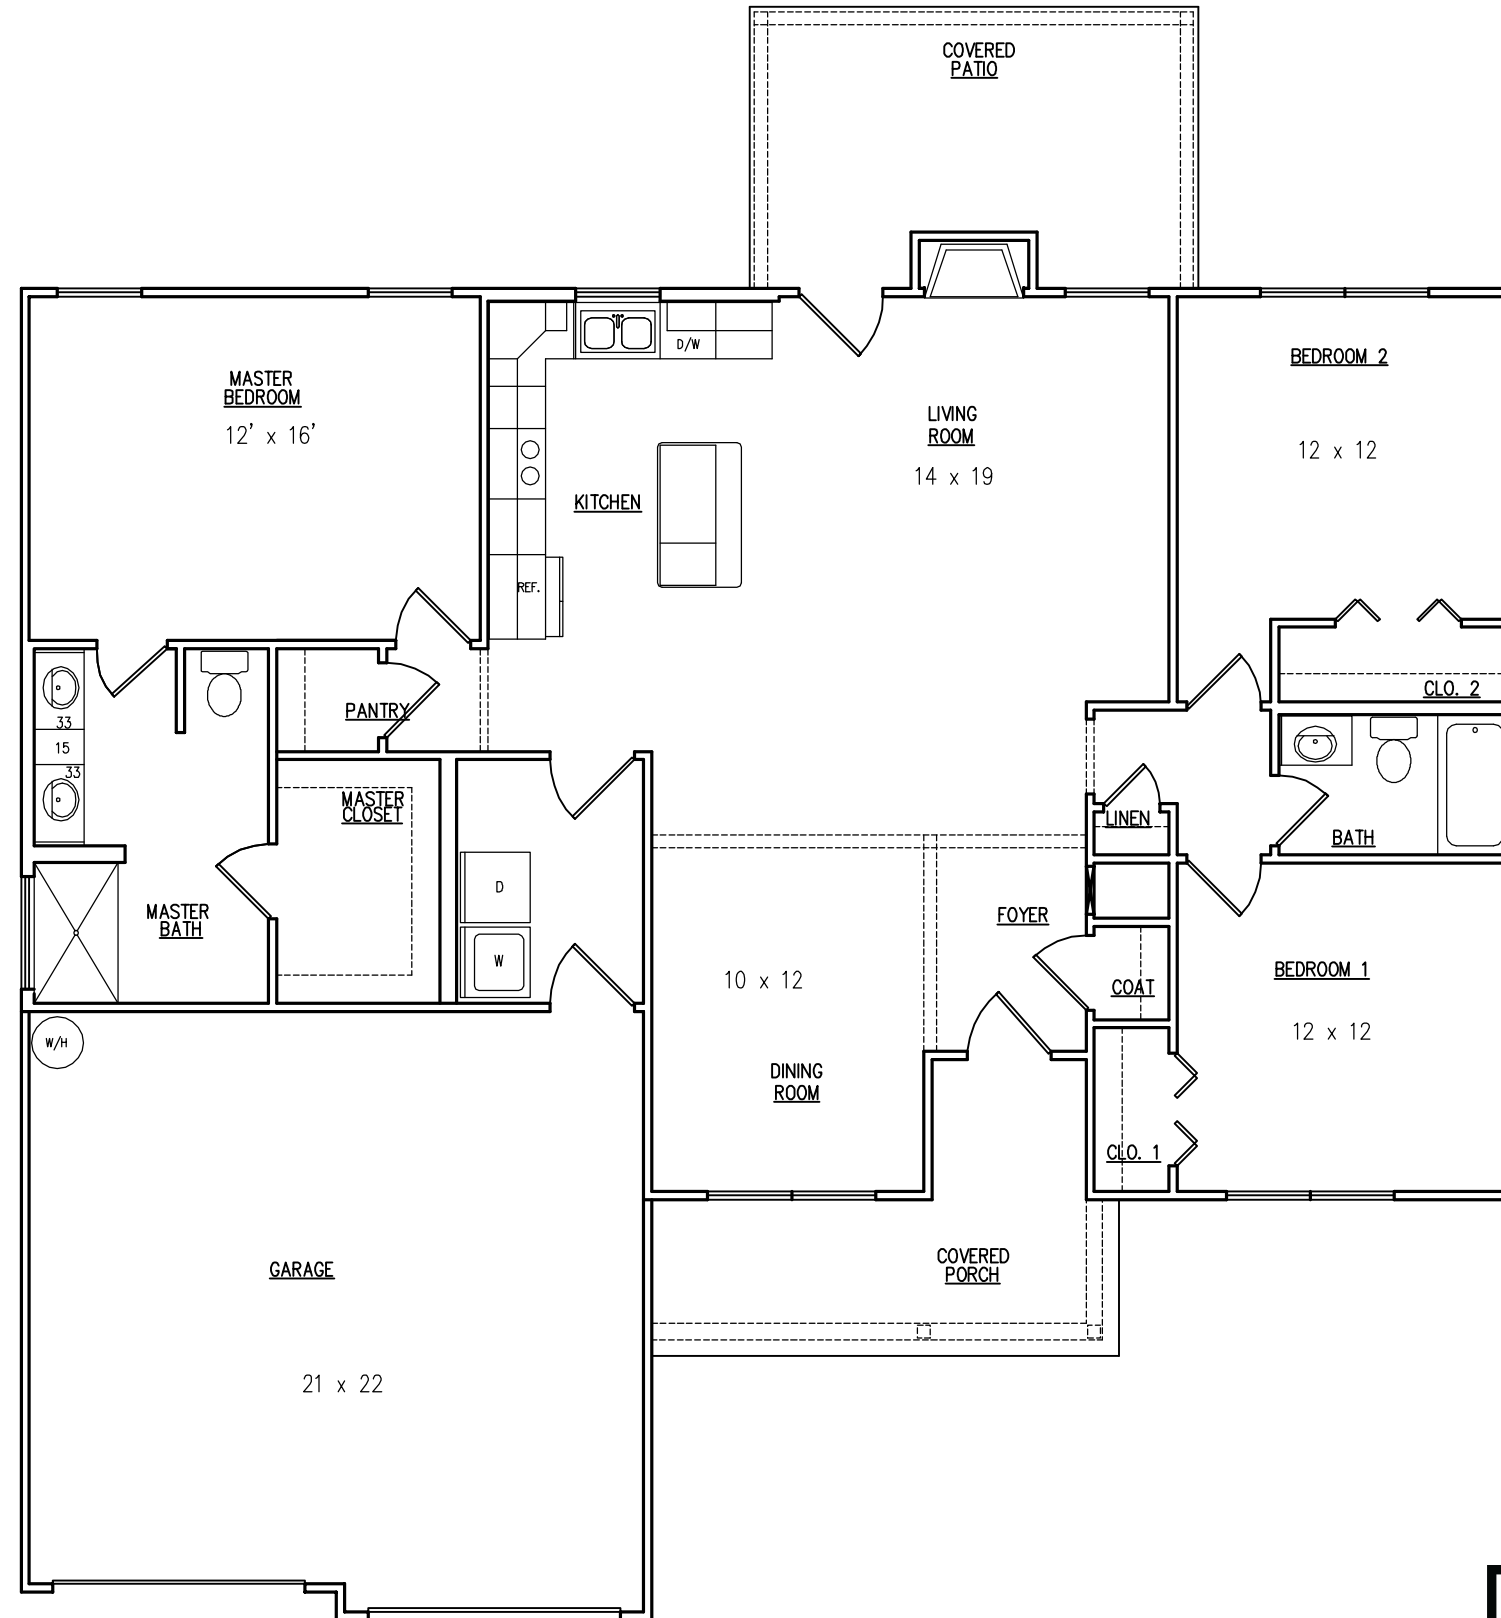 COVERED
PATIO
MASTER
BEDROOM
12' x 16'
D/W
LIVING
ROOM
14 x 19
BEDROOM 2
12 x 12
KITCHEN
REF.
CLO. 2
PANTRY
33
15
33
MASTER
CLOSET
LINEN
BATH
D
MASTER
BATH
FOYER
W
10 x 12
COAT
BEDROOM 1
12 x 12
W/H
DINING
ROOM
CLO. 1
GARAGE
COVERED
PORCH
21 x 22